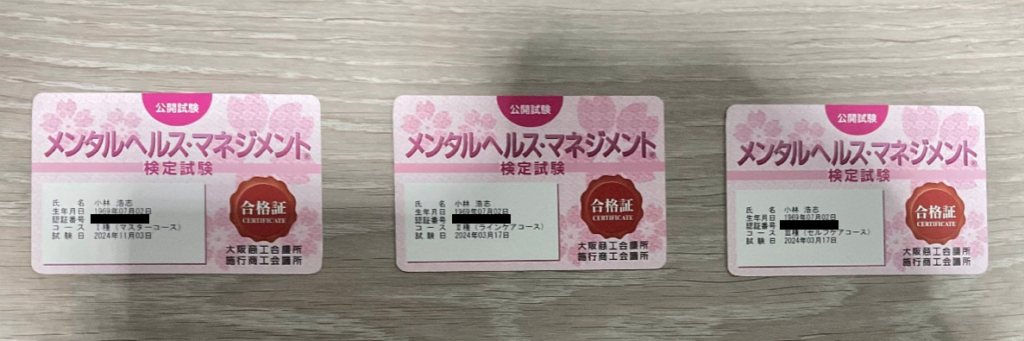 公開試験
メンタルヘルス・マネジメント®
検定試験
氏　　名　小林 浩志
生年月日　1969年07月02日
認証番号
コース　Ⅰ種（マスターコース）
試 験 日　2024年11月03日
合格証
CERTIFICATE
大阪商工会議所
施行商工会議所
公開試験
メンタルヘルス・マネジメント®
検定試験
氏　　名　小林 浩志
生年月日　1969年07月02日
認証番号
コース　Ⅱ種（ラインケアコース）
試 験 日　2024年03月17日
合格証
CERTIFICATE
大阪商工会議所
施行商工会議所
公開試験
メンタルヘルス・マネジメント®
検定試験
氏　　名　小林 浩志
生年月日　1969年07月02日
認証番号
コース　Ⅲ種（セルフケアコース）
試 験 日　2024年03月17日
合格証
CERTIFICATE
大阪商工会議所
施行商工会議所